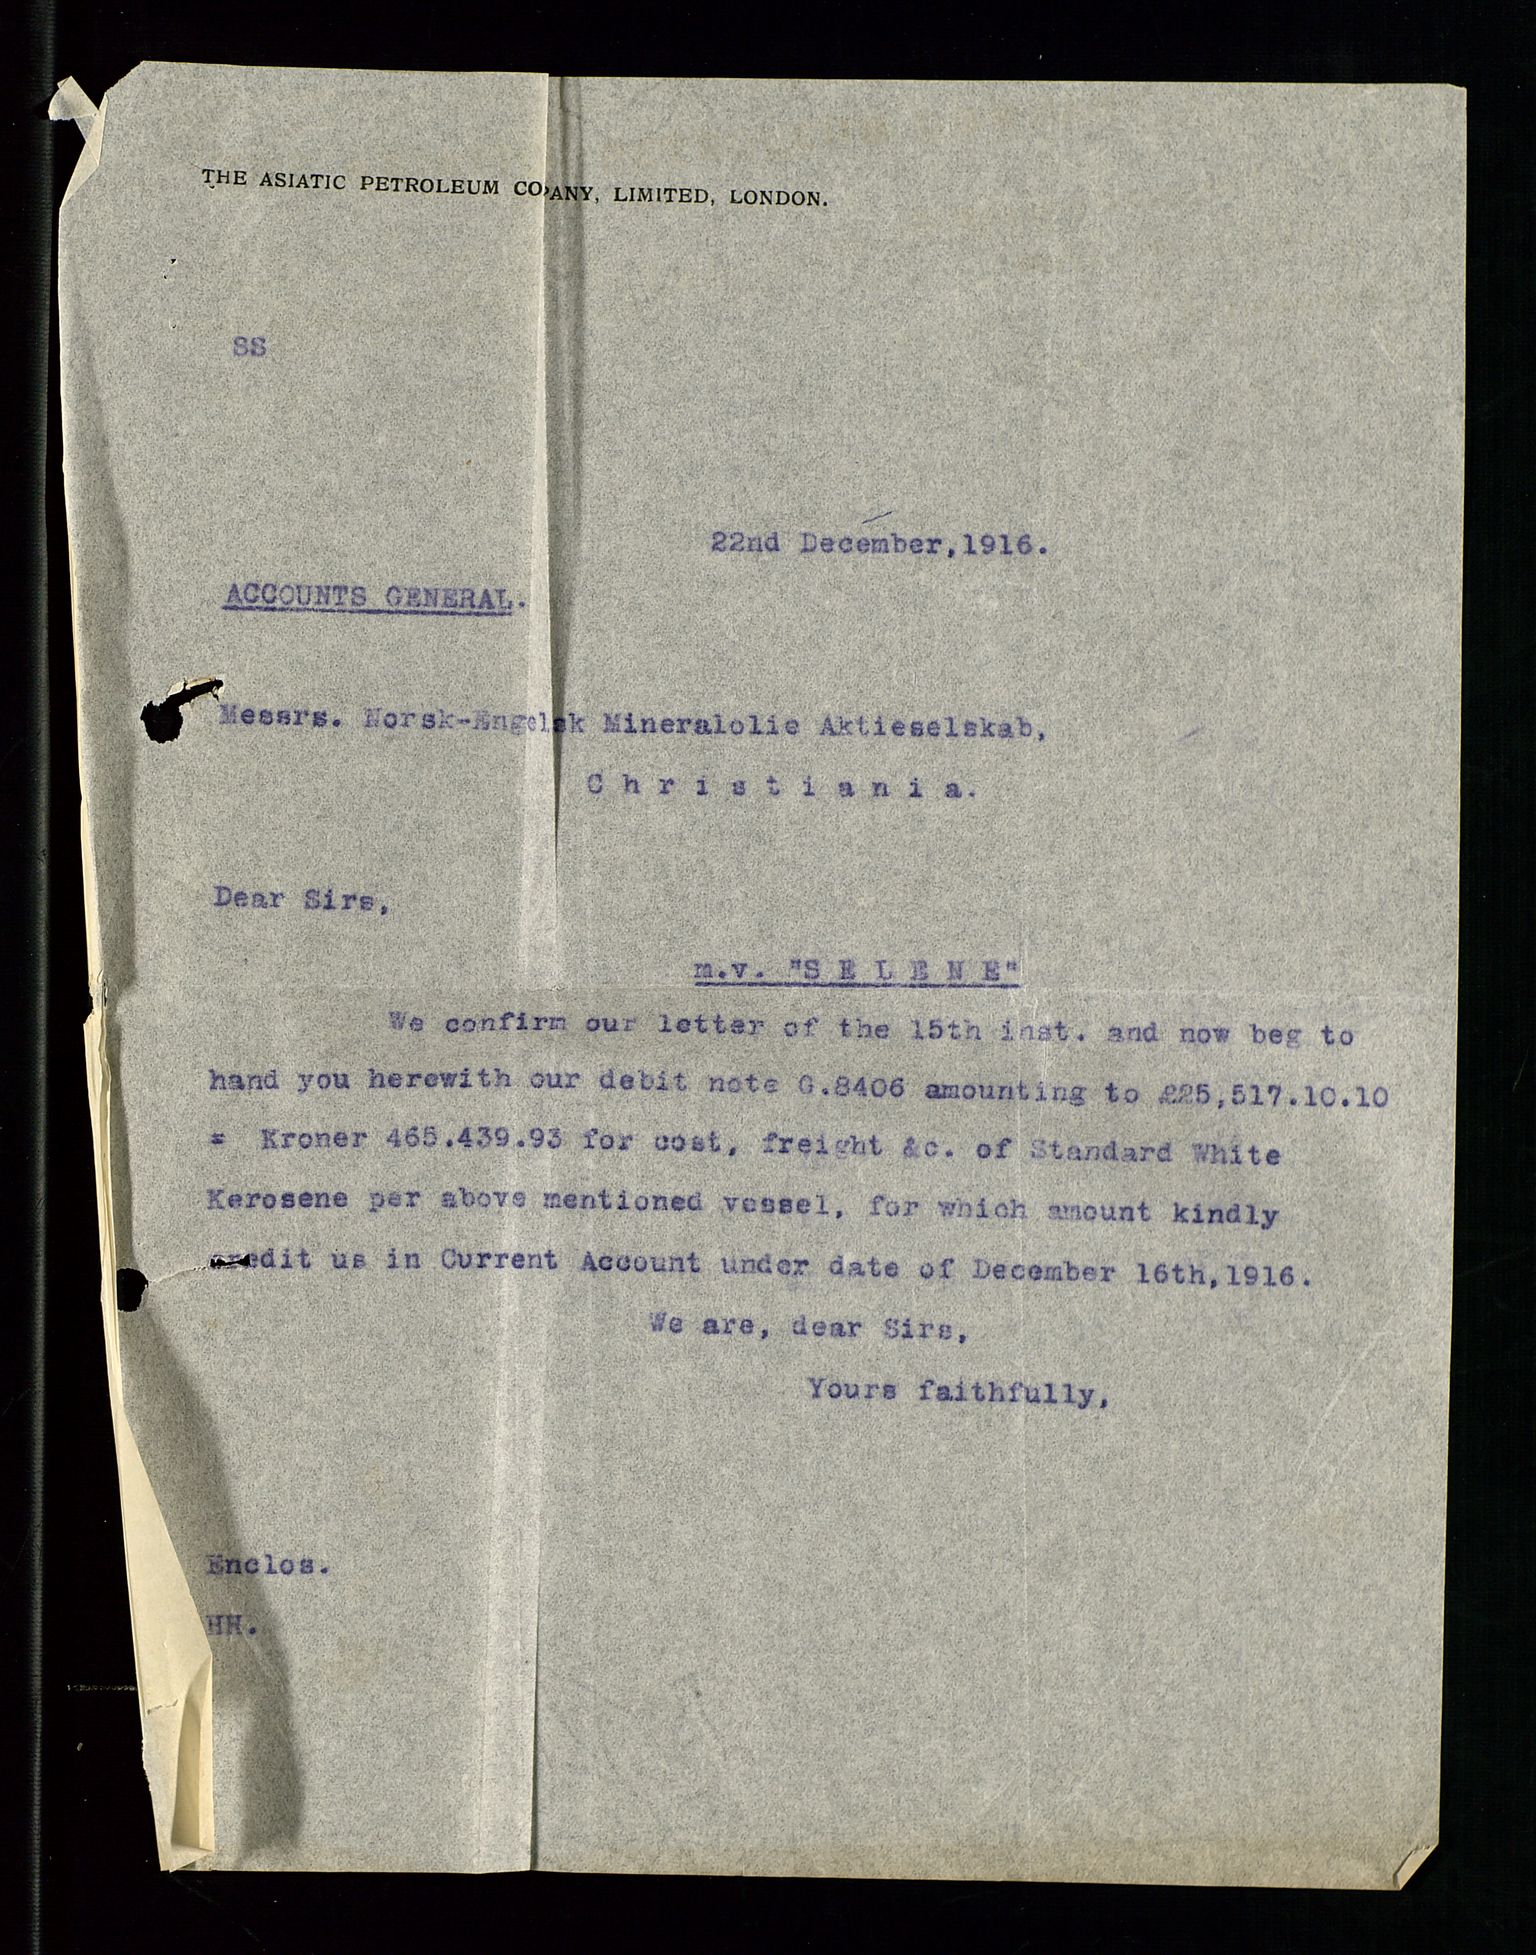 THE ASIATIC PETROLEUM COPANY, LIMITED, LONDON.
SS
22nd December,1916.
ACCOUNTS GENERAL.
Messrs. Norsk-Engelsk Mineralolie Aktieselskab,
C h r i s t i a n i a.
Dear Sirs,
m.v. "S E L E N E"
We confirm our letter of the 15th inst. and now beg to
hand you herewith our debit note G.8406 amounting to £25,517.10.10
= Kroner 465.439.93 for cost, freight &c. of Standard White
Kerosene per above mentioned vessel, for which amount kindly
credit us in Current Account under date of December 16th,1916.
We are, dear Sirs,
Yours faithfully,
Enclos.
HH.